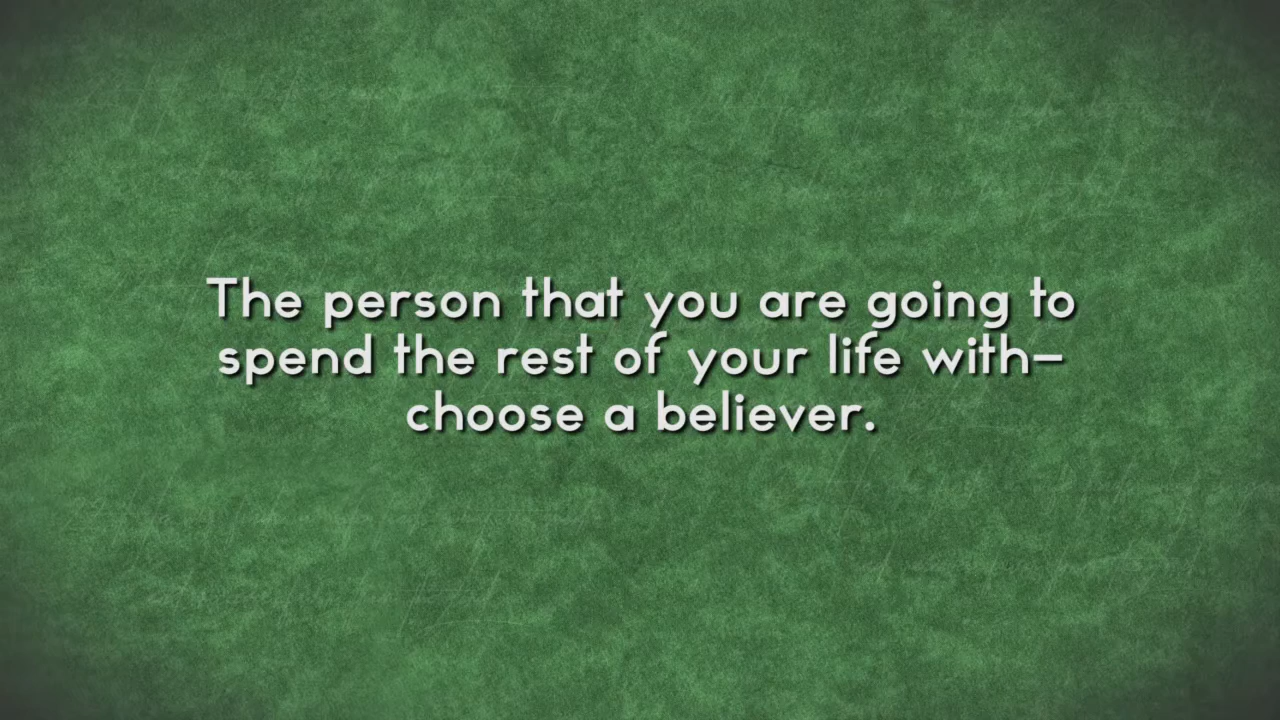 The person that you are going to
spend the rest of your life with–
choose a believer.